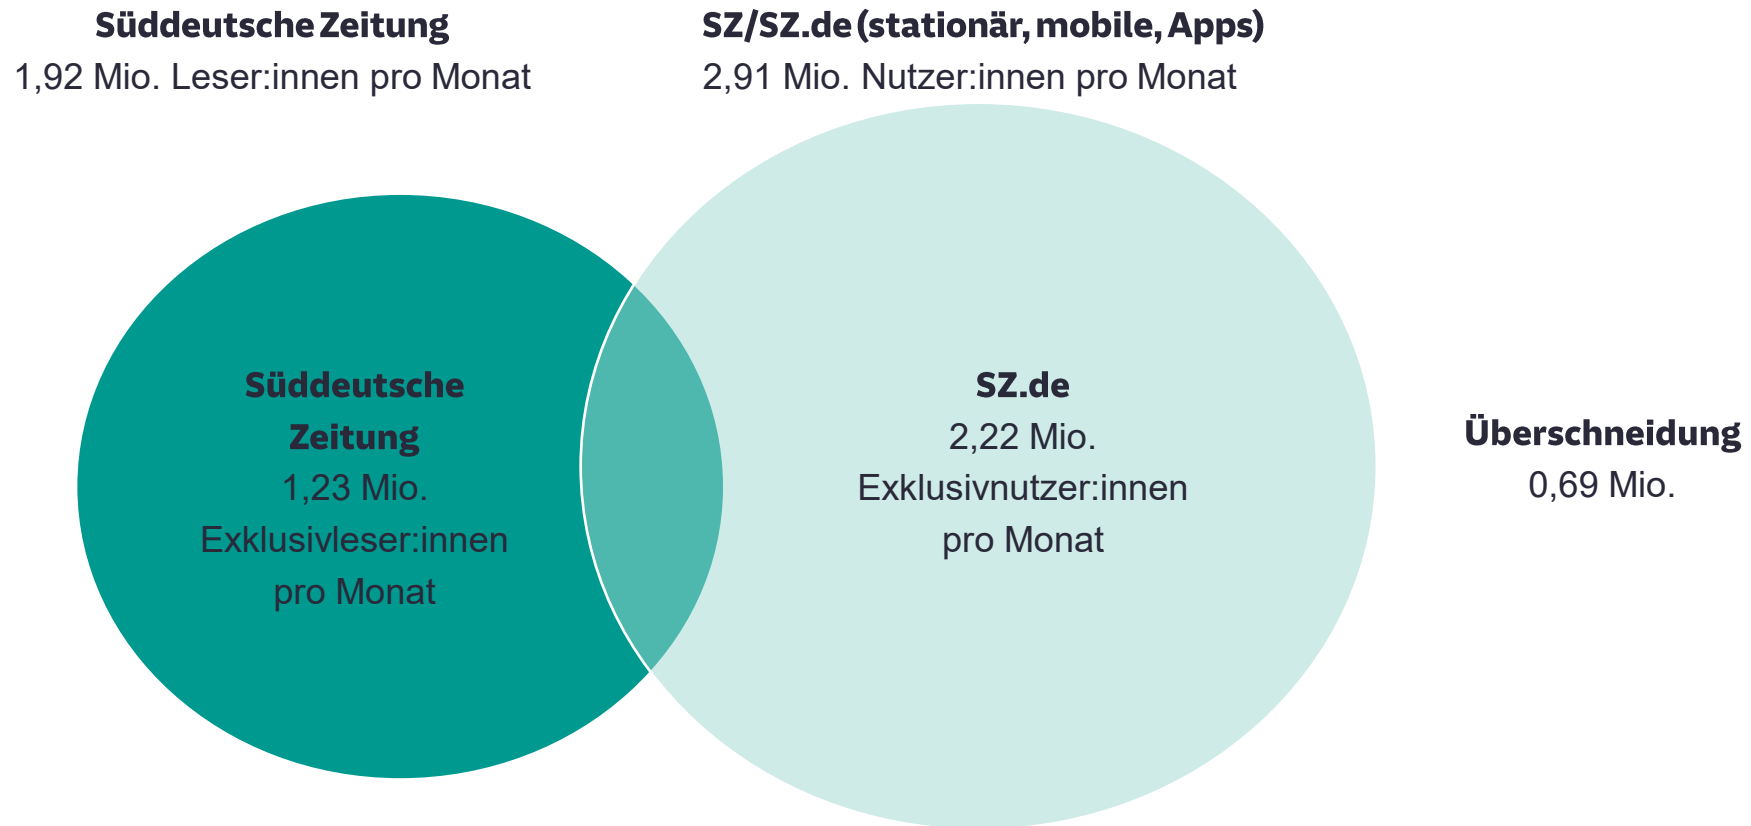 Süddeutsche Zeitung
1,92 Mio. Leser:innen pro Monat
SZ/SZ.de (stationär, mobile, Apps)
2,91 Mio. Nutzer:innen pro Monat
Süddeutsche
Zeitung
1,23 Mio.
Exklusivleser:innen
pro Monat
SZ.de
2,22 Mio.
Exklusivnutzer:innen
pro Monat
Überschneidung
0,69 Mio.